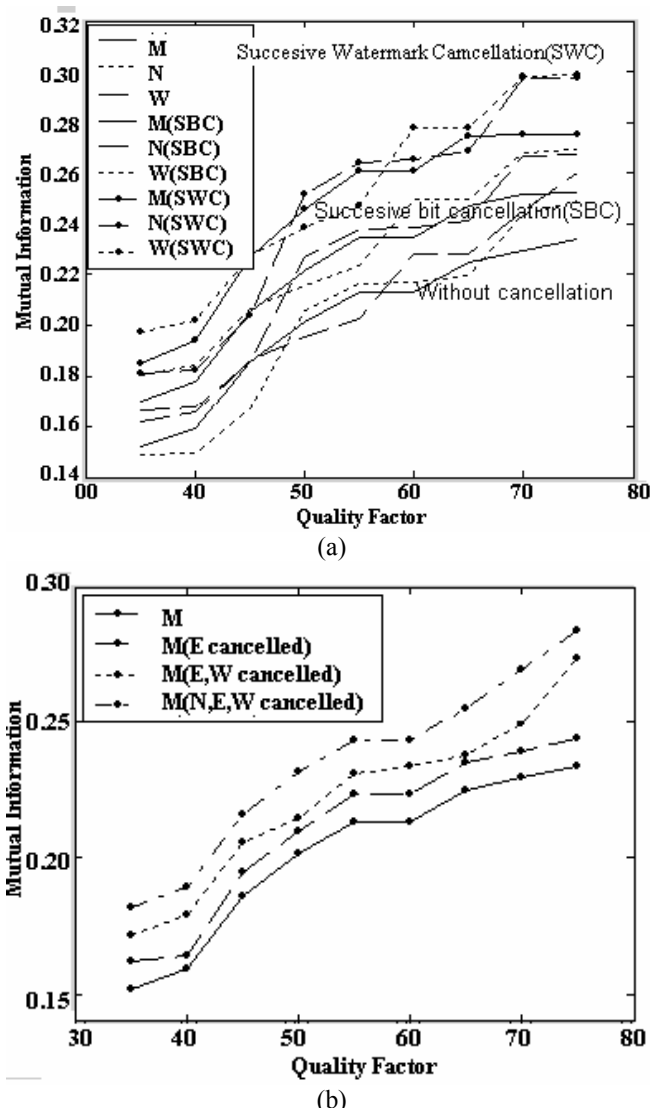 0.32
0.30
0.28
0.26
0.24
0.22
0.20
0.18
0.16
0.14
Mutual Information
M
N
W
M(SBC)
N(SBC)
W(SBC)
M(SWC)
N(SWC)
W(SWC)
Succesive Watermark Camcellation(SWC)
Succesive bit cancellation(SBC)
Without cancellation
00 40 50 60 70 80
Quality Factor
(a)
0.30
0.25
0.20
0.15
Mutual Information
M
M(E cancelled)
M(E,W cancelled)
M(N,E,W cancelled)
30 40 50 60 70 80
Quality Factor
(b)